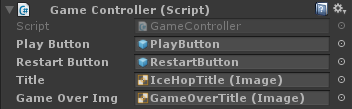 Game Controller (Script)
Script GameController
Play Button PlayButton
Restart Button RestartButton
Title IceHopTitle (Image)
Game Over Img GameOverTitle (Image)